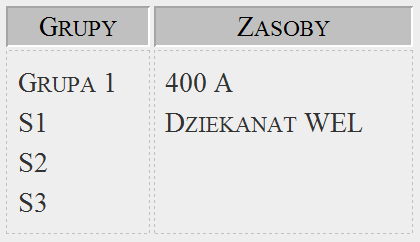 Grupy Zasoby
Grupa 1 400 A
S1 Dziekanat WEL
S2
S3